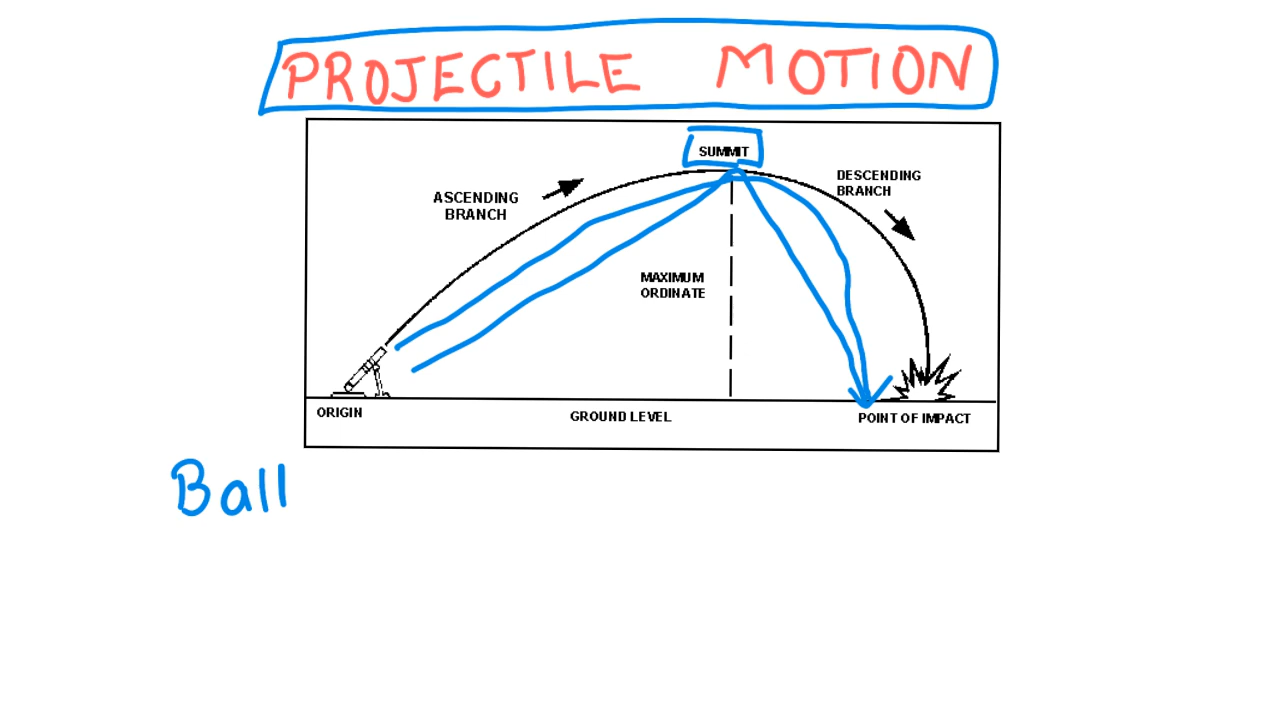 PROJECTILE MOTION
SUMMIT
DESCENDING
BRANCH
ASCENDING
BRANCH
MAXIMUM
ORDINATE
ORIGIN
GROUND LEVEL
POINT OF IMPACT
Ball